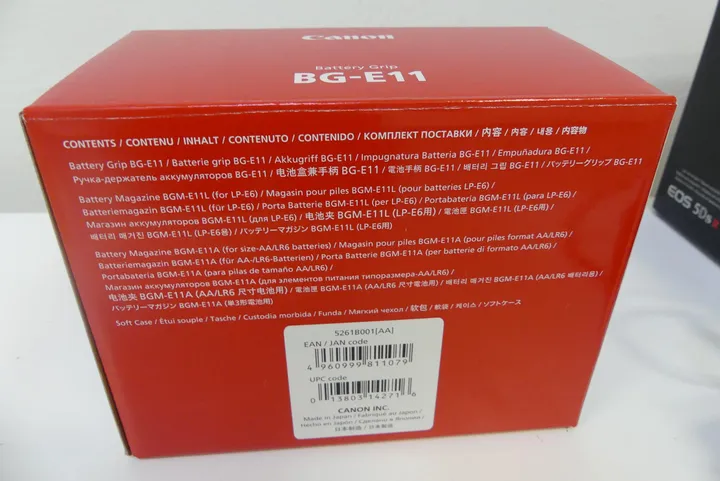 Canon
Battery Grip
BG-E11
CONTENTS / CONTENU / INHALT / CONTENUTO / CONTENIDO / КОМПЛЕКТ ПОСТАВКИ / 内容 / 内容 / 내용 / 内容物
Battery Grip BG-E11 / Batterie grip BG-E11 / Akkugriff BG-E11 / Impugnatura Batteria BG-E11 / Empuñadura BG-E11 /
Ручка-держатель аккумуляторов BG-E11 / 电池盒兼手柄 BG-E11 / 電池手柄 BG-E11 / 배터리 그립 BG-E11 / バッテリーグリップ BG-E11
Battery Magazine BGM-E11L (for LP-E6) / Magasin pour piles BGM-E11L (pour batteries LP-E6) /
Batteriemagazin BGM-E11L (für LP-E6) / Porta Batterie BGM-E11L (per LP-E6) / Portabatería BGM-E11L (para LP-E6) /
Магазин аккумуляторов BGM-E11L (для LP-E6) / 电池夹 BGM-E11L (LP-E6用) / 電池匣 BGM-E11L (LP-E6用) /
배터리 매거진 BGM-E11L (LP-E6용) / バッテリーマガジン BGM-E11L (LP-E6用)
Battery Magazine BGM-E11A (for size-AA/LR6 batteries) / Magasin pour piles BGM-E11A (pour piles format AA/LR6) /
Batteriemagazin BGM-E11A (für AA-/LR6-Batterien) / Porta Batterie BGM-E11A (per batterie di formato AA/LR6) /
Portabatería BGM-E11A (para pilas de tamaño AA/LR6) /
Магазин аккумуляторов BGM-E11A (для элементов питания типоразмера-AA/LR6) /
电池夹 BGM-E11A (AA/LR6 尺寸电池用) / 電池匣 BGM-E11A (AA/LR6 尺寸電池用) / 배터리 매거진 BGM-E11A (AA/LR6 배터리용) /
バッテリーマガジン BGM-E11A (単3形電池用)
Soft Case / Étui souple / Tasche / Custodia morbida / Funda / Мягкий чехол / 软包 / 軟袋 / 케이스 / ソフトケース
5261B001[AA]
EAN / JAN code
4 960999 811079
UPC code
0 13803 14271 6
CANON INC.
Made in Japan / Fabriqué au Japon /
Hecho en Japón / Сделано в Японии /
日本制造 / 日本製造
EOS 5Ds